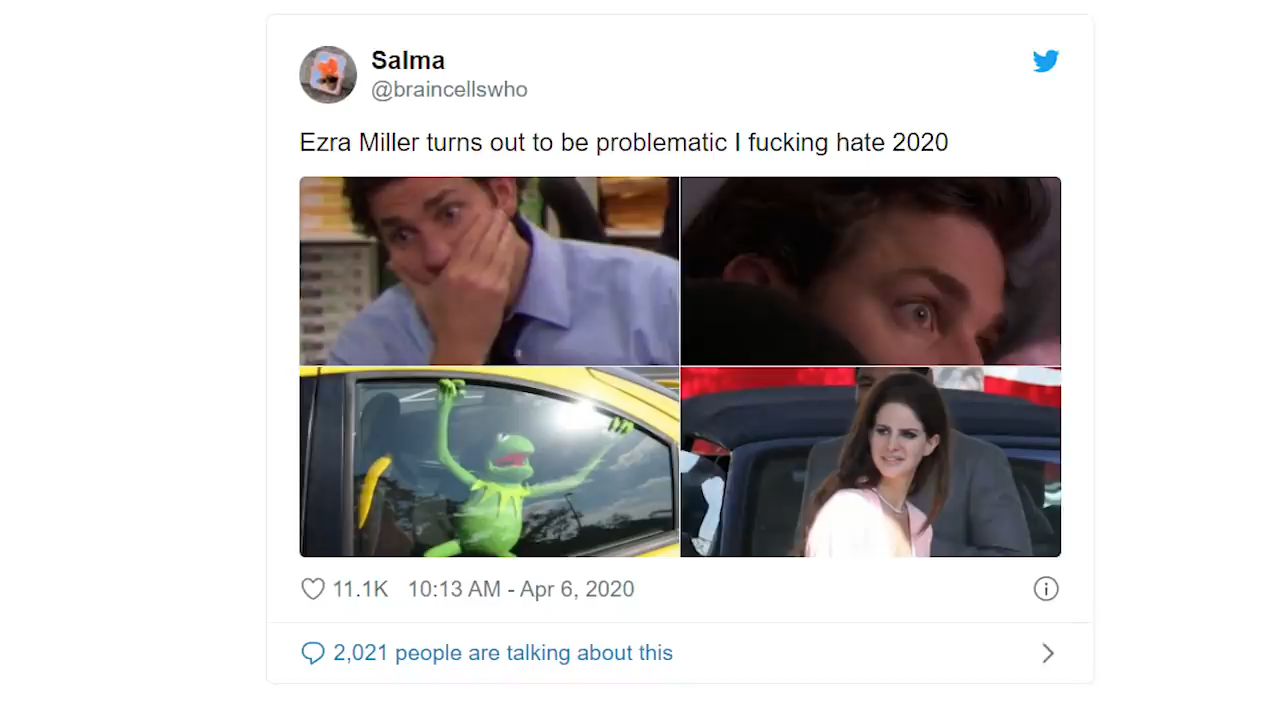 Salma
@braincellswho
Ezra Miller turns out to be problematic I fucking hate 2020
11.1K 10:13 AM - Apr 6, 2020
2,021 people are talking about this